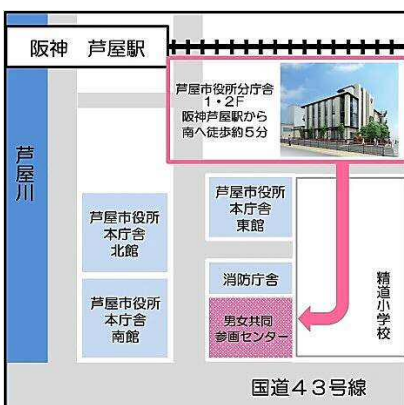 阪神 芦屋駅
芦屋市役所分庁舎
1・2F
阪神芦屋駅から
南へ徒歩約5分
芦屋川
芦屋市役所
本庁舎
北館
芦屋市役所
本庁舎
東館
消防庁舎
芦屋市役所
本庁舎
南館
男女共同
参画センター
精道小学校
国道43号線